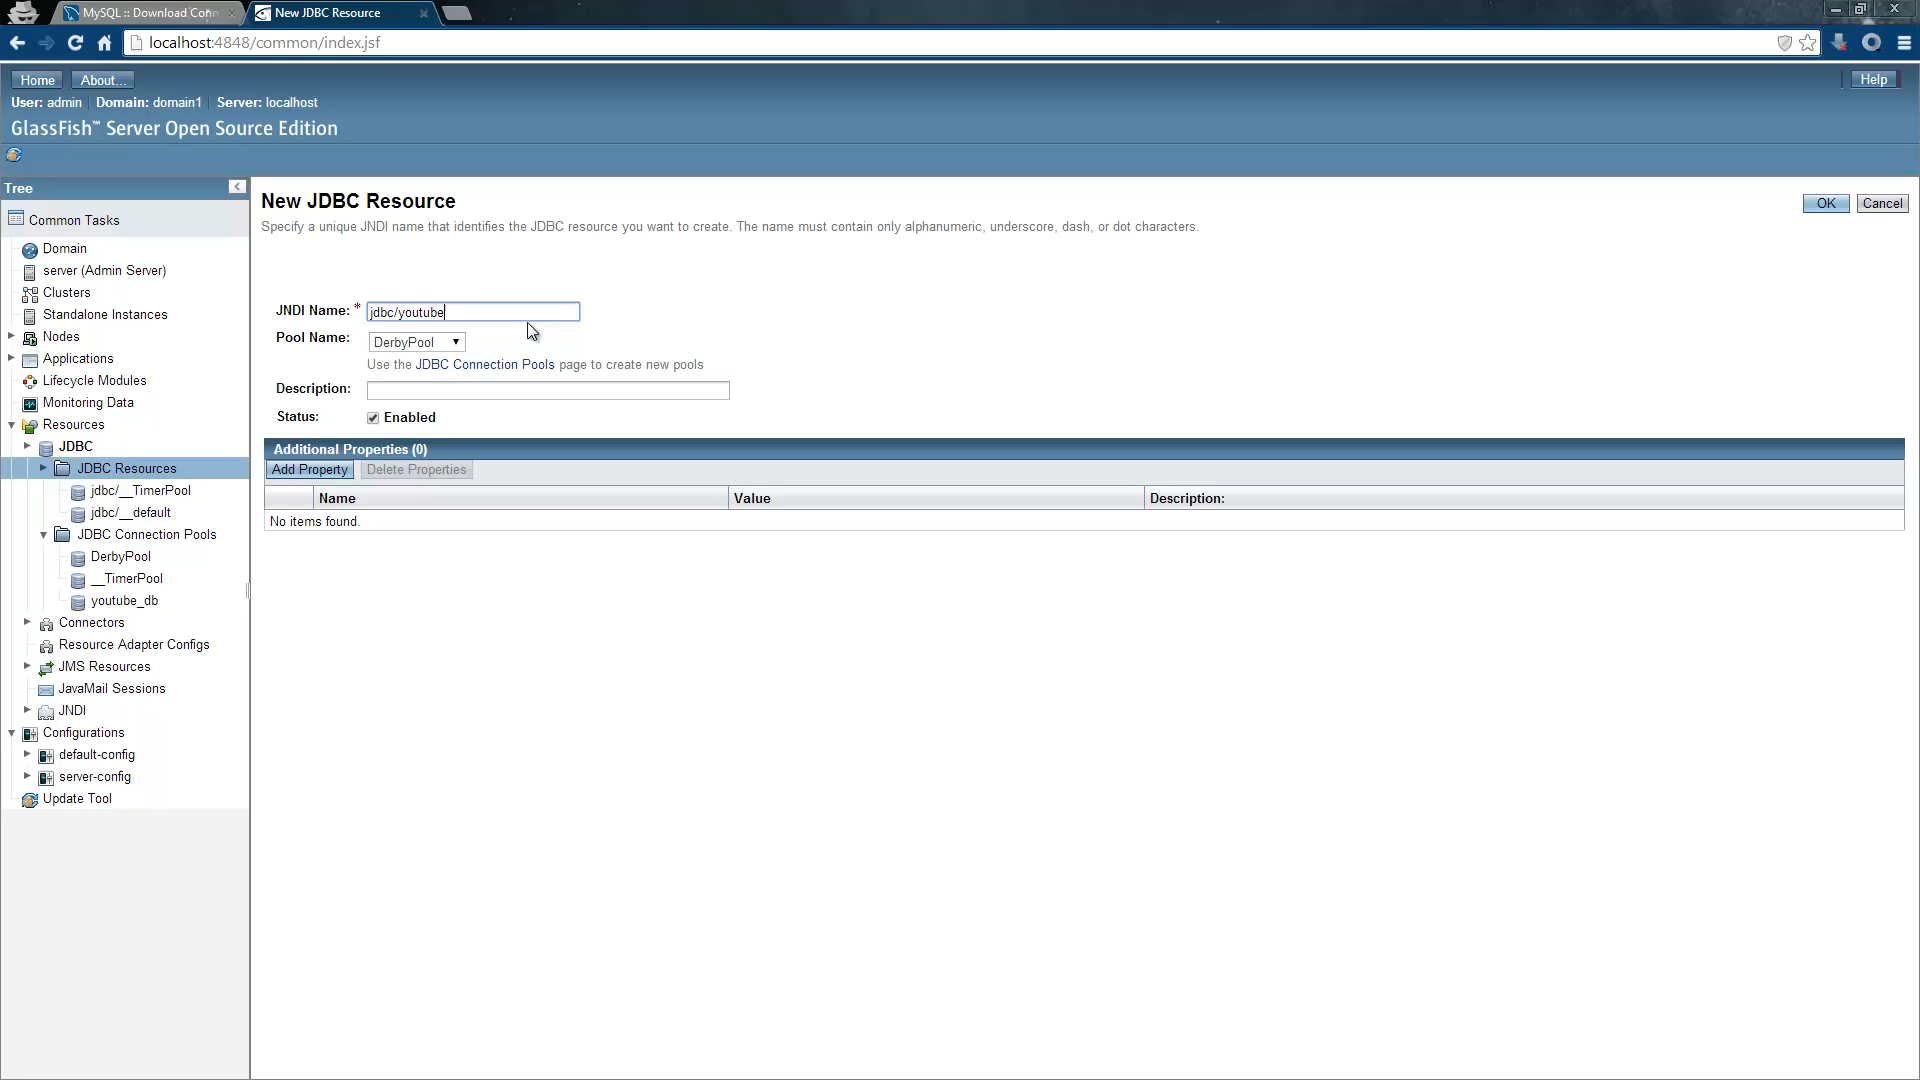 MySQL :: Download Conn
New JDBC Resource
localhost:4848/common/index.jsf
Home
About...
Help
User: admin
Domain: domain1
Server: localhost
GlassFish™ Server Open Source Edition
Tree
Common Tasks
Domain
server (Admin Server)
Clusters
Standalone Instances
Nodes
Applications
Lifecycle Modules
Monitoring Data
Resources
JDBC
JDBC Resources
jdbc/__TimerPool
jdbc/__default
JDBC Connection Pools
DerbyPool
__TimerPool
youtube_db
Connectors
Resource Adapter Configs
JMS Resources
JavaMail Sessions
JNDI
Configurations
default-config
server-config
Update Tool
New JDBC Resource
OK
Cancel
Specify a unique JNDI name that identifies the JDBC resource you want to create. The name must contain only alphanumeric, underscore, dash, or dot characters.
JNDI Name: * jdbc/youtube
Pool Name: DerbyPool
Use the JDBC Connection Pools page to create new pools
Description:
Status: Enabled
Additional Properties (0)
Add Property
Delete Properties
Name
Value
Description:
No items found.